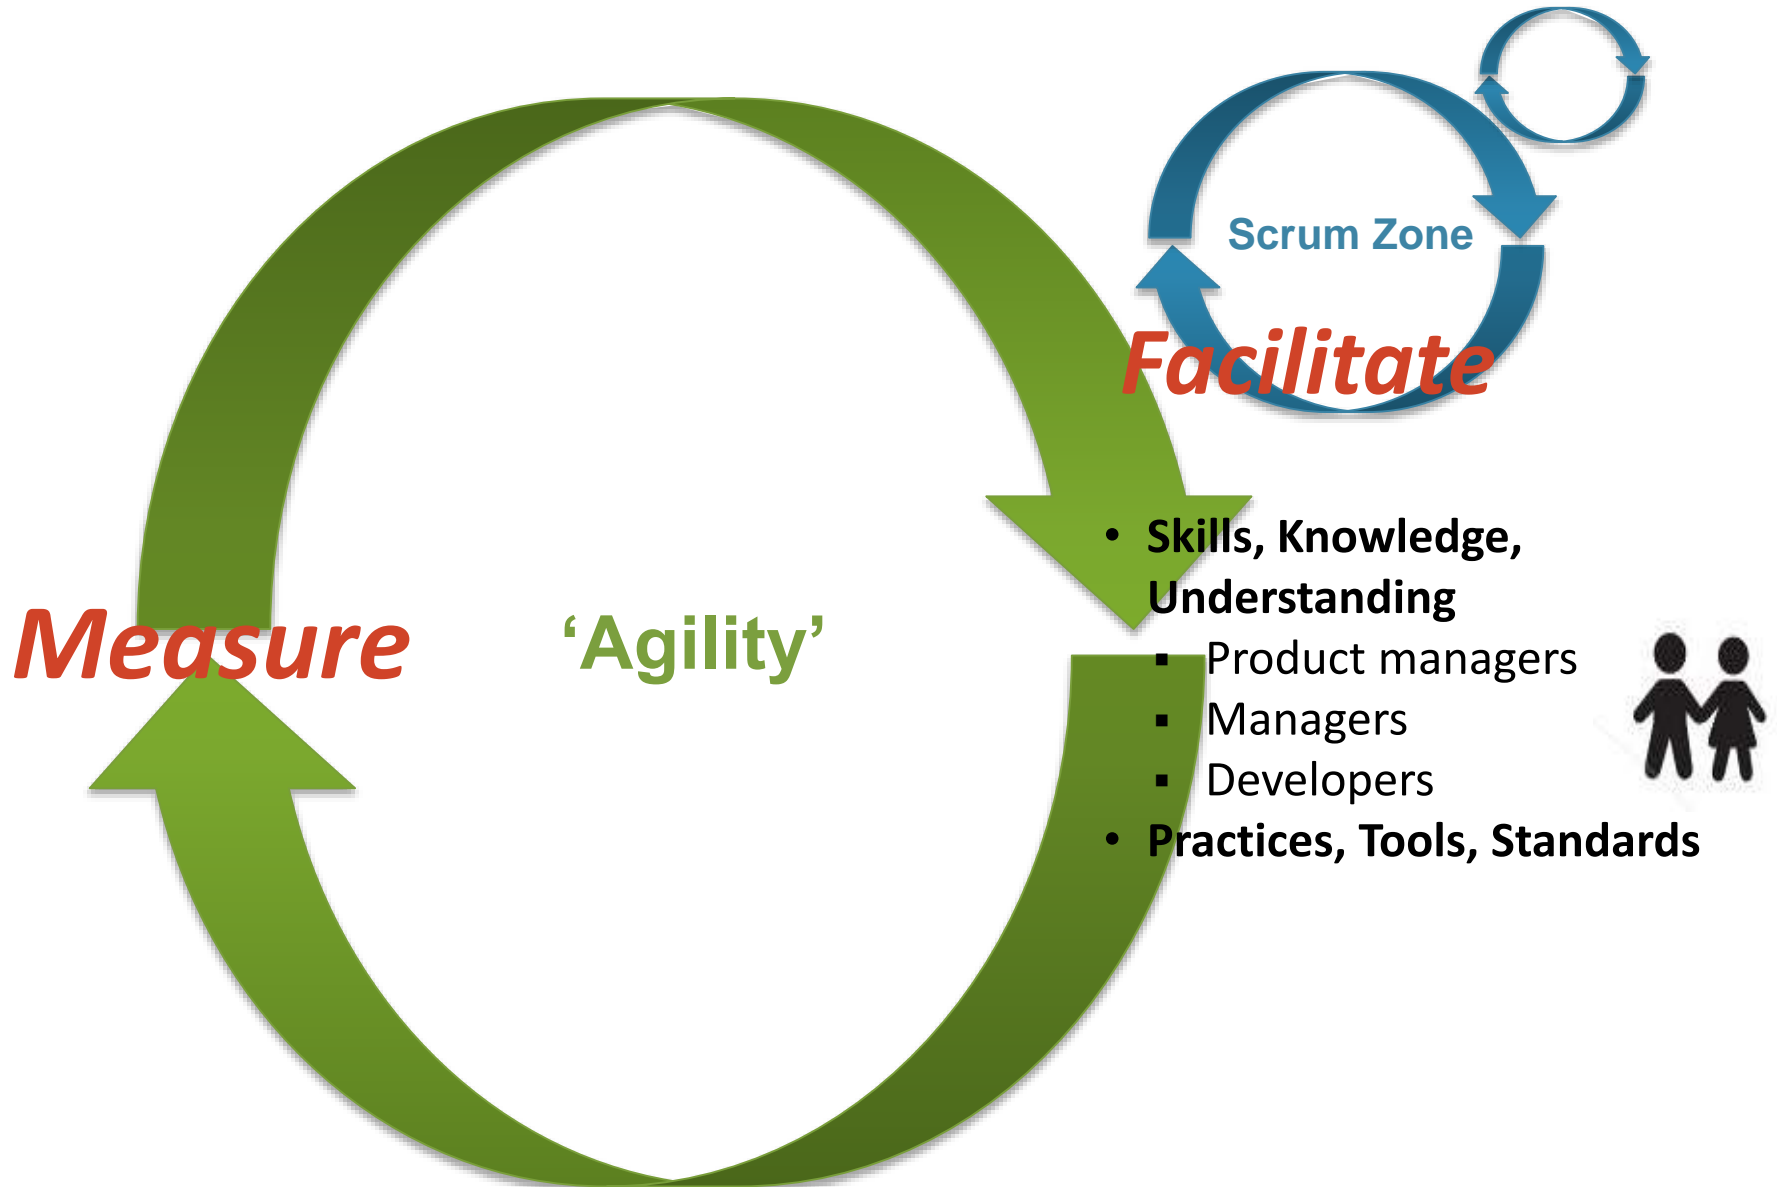 Scrum Zone
Facilitate
Measure
‘Agility’
• Skills, Knowledge,
Understanding
▪ Product managers
▪ Managers
▪ Developers
• Practices, Tools, Standards